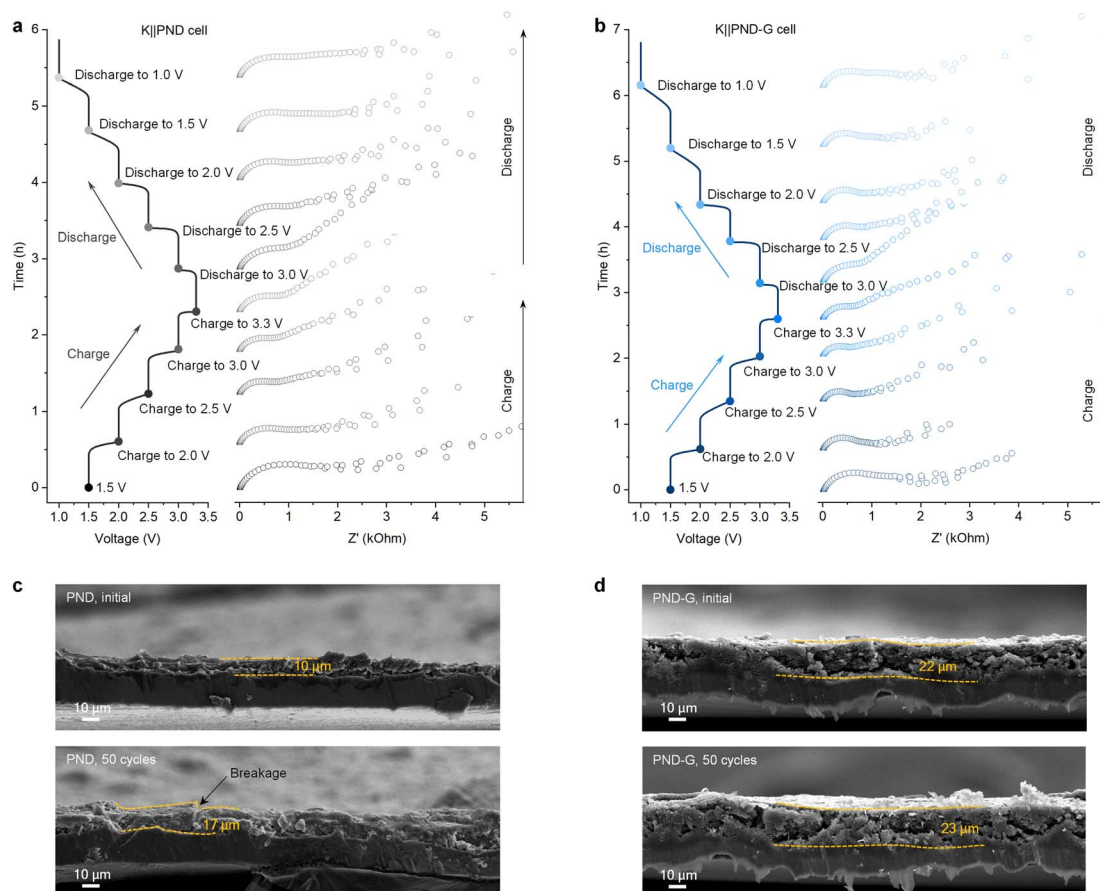 a
K||PND cell
6
5
4
3
2
1
0
Time (h)
Discharge to 1.0 V
Discharge to 1.5 V
Discharge to 2.0 V
Discharge to 2.5 V
Discharge to 3.0 V
Charge to 3.3 V
Charge to 3.0 V
Charge to 2.5 V
Charge to 2.0 V
1.5 V
Discharge
Charge
Discharge
Charge
1.0 1.5 2.0 2.5 3.0 3.5
Voltage (V)
0 1 2 3 4 5
Z' (kOhm)
b
K||PND-G cell
7
6
5
4
3
2
1
0
Time (h)
Discharge to 1.0 V
Discharge to 1.5 V
Discharge to 2.0 V
Discharge to 2.5 V
Discharge to 3.0 V
Charge to 3.3 V
Charge to 3.0 V
Charge to 2.5 V
Charge to 2.0 V
1.5 V
Discharge
Charge
Discharge
Charge
1.0 1.5 2.0 2.5 3.0 3.5
Voltage (V)
0 1 2 3 4 5
Z' (kOhm)
c
PND, initial
10 µm
10 µm
PND, 50 cycles
Breakage
17 µm
10 µm
d
PND-G, initial
22 µm
10 µm
PND-G, 50 cycles
23 µm
10 µm